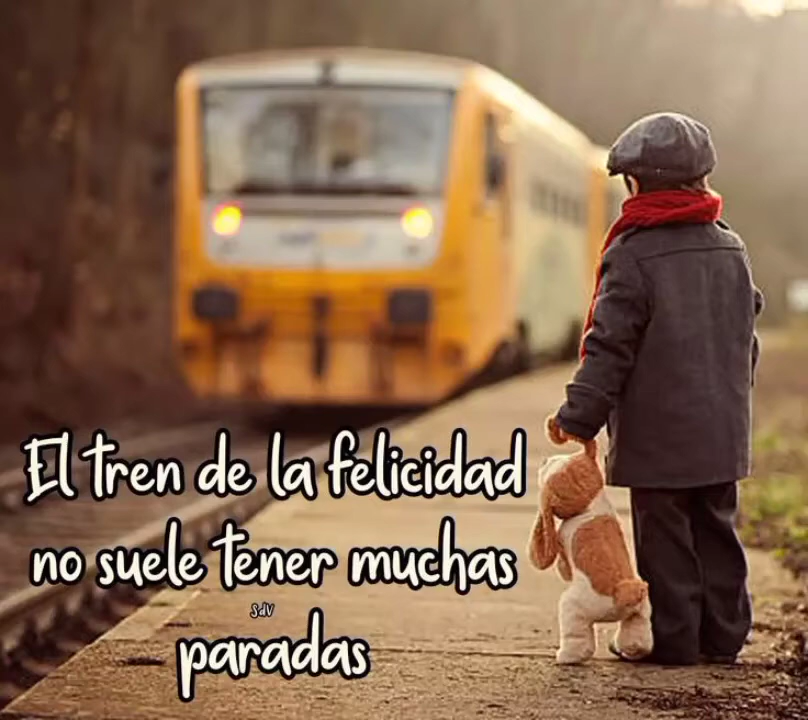 El tren de la felicidad
no suele tener muchas
SdV
paradas